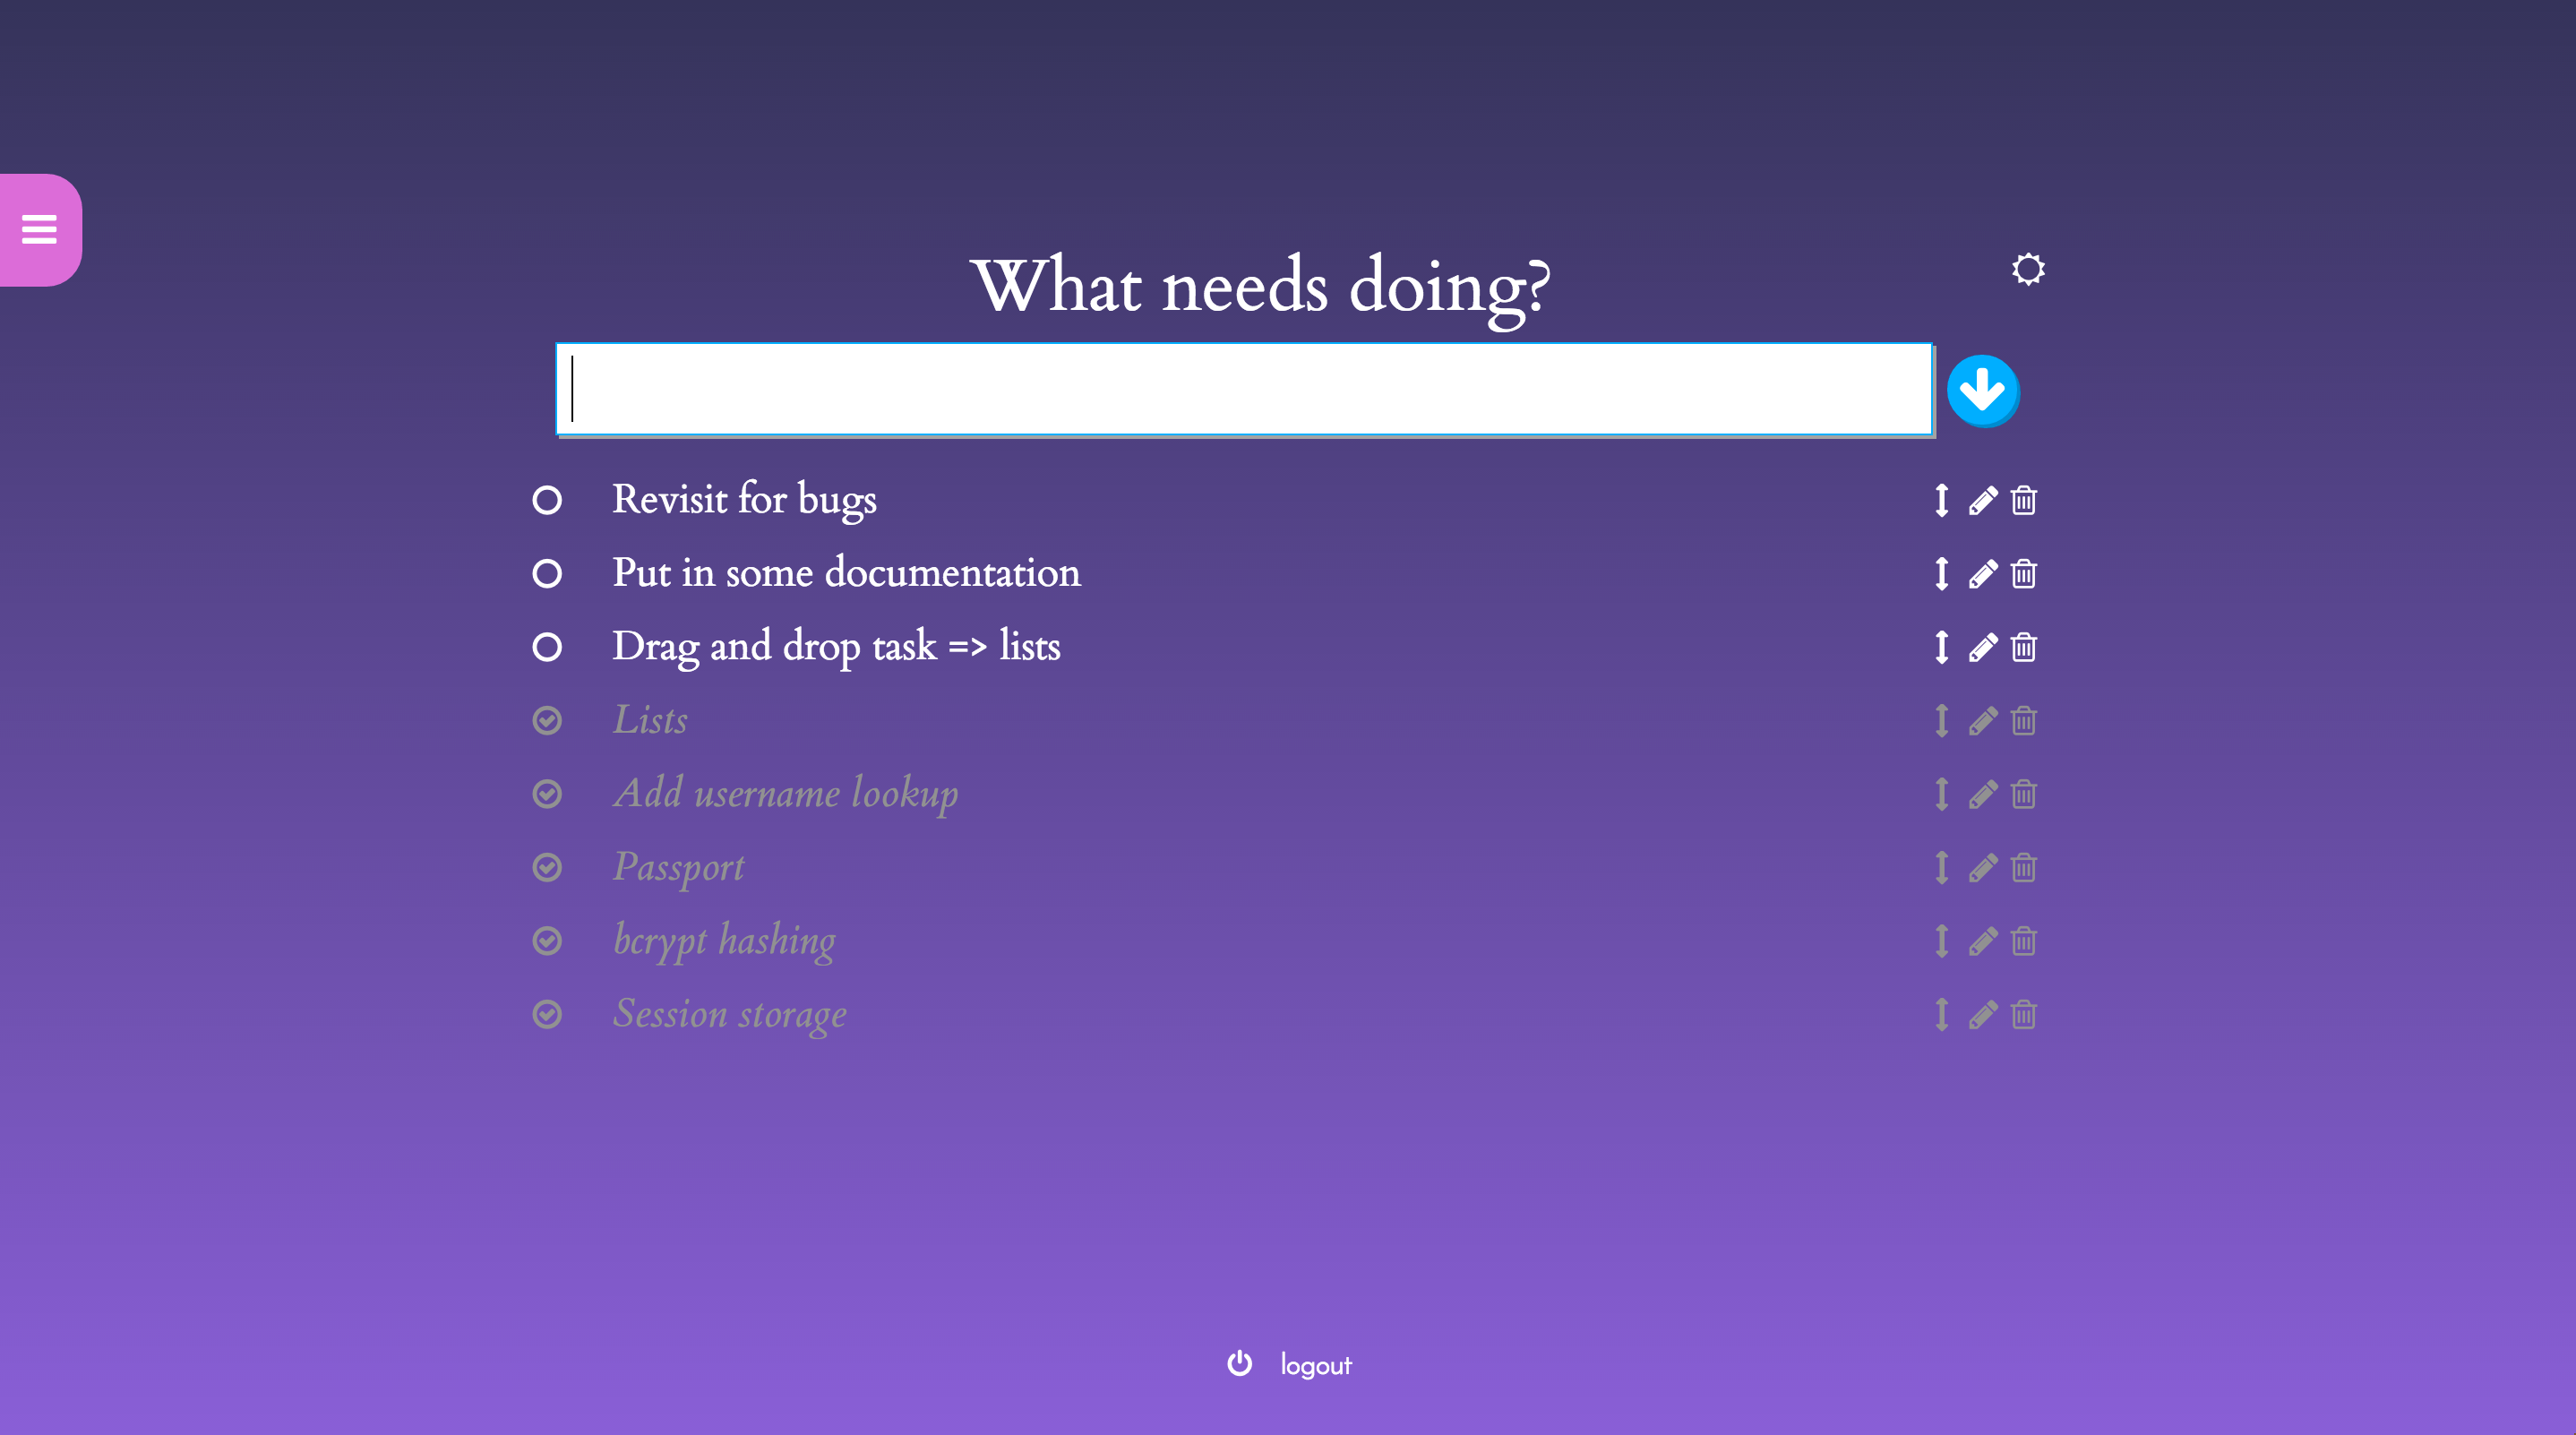 What needs doing?
Revisit for bugs
Put in some documentation
Drag and drop task => lists
Lists
Add username lookup
Passport
bcrypt hashing
Session storage
logout